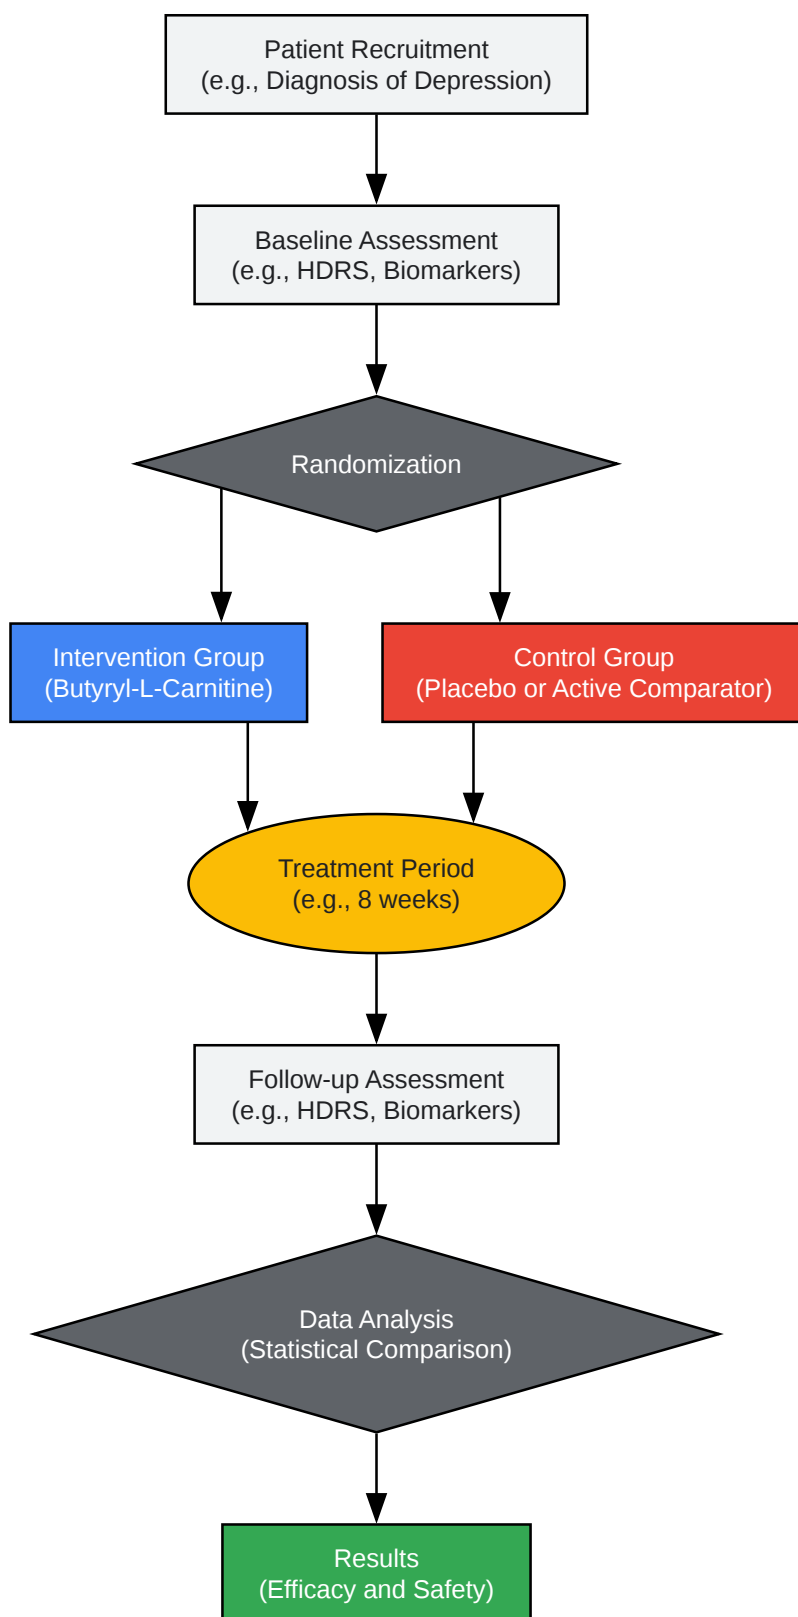 Patient Recruitment
(e.g., Diagnosis of Depression)
Baseline Assessment
(e.g., HDRS, Biomarkers)
Randomization
Intervention Group
(Butyryl-L-Carnitine)
Control Group
(Placebo or Active Comparator)
Treatment Period
(e.g., 8 weeks)
Follow-up Assessment
(e.g., HDRS, Biomarkers)
Data Analysis
(Statistical Comparison)
Results
(Efficacy and Safety)